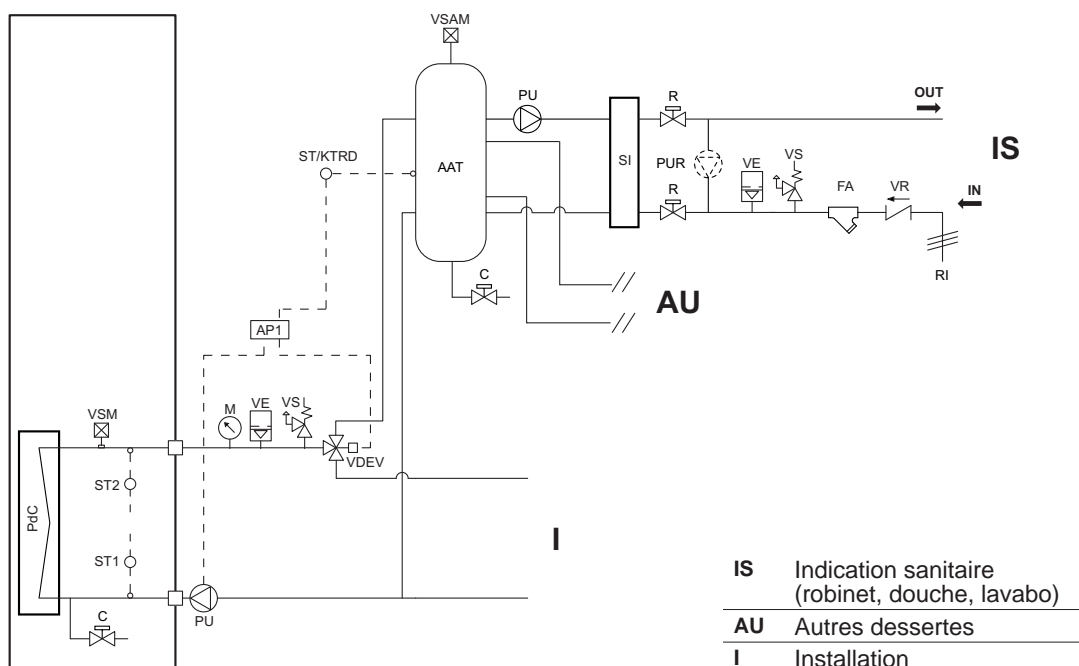 VSAM
PU
R
OUT
IS
ST/KTRD
AAT
SI
PUR
VE
VS
FA
VR
IN
R
RI
C
AU
AP1
M
VE
VS
VSM
VDEV
ST2
PdC
I
ST1
C
PU
IS Indication sanitaire
(robinet, douche, lavabo)
AU Autres dessertes
I Installation